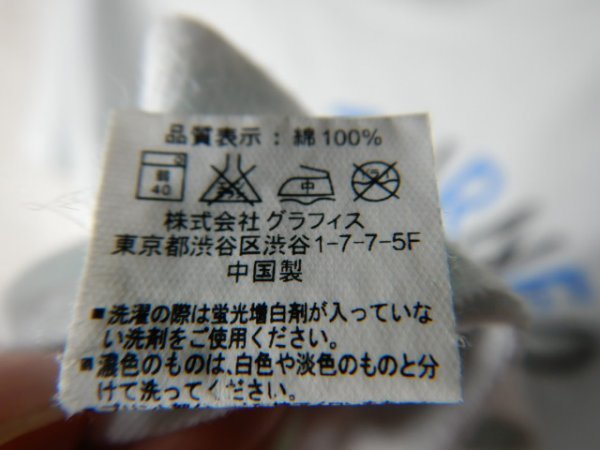 品質表示：綿100%
弱
40
中
株式会社グラフィス
東京都渋谷区渋谷1-7-7-5F
中国製
■洗濯の際は蛍光増白剤が入っていな
い洗剤をご使用ください。
■濃色のものは、白色や淡色のものと分
けて洗ってください。